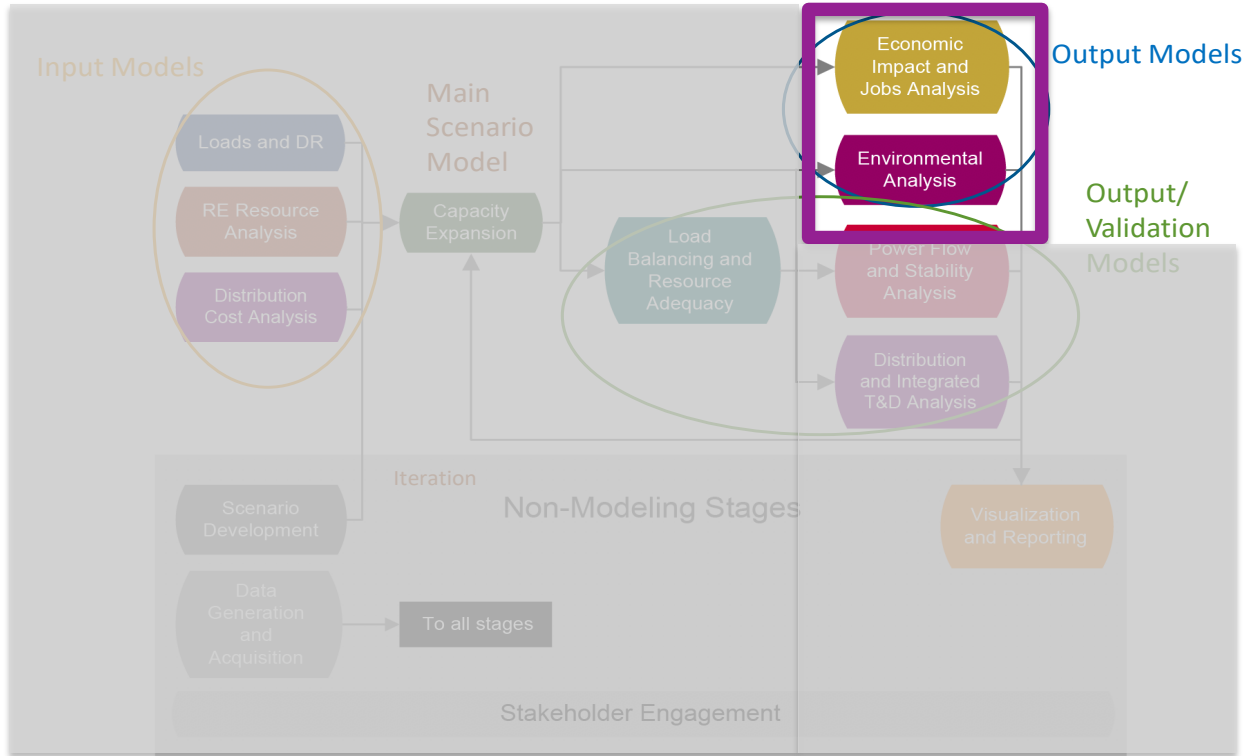 Input Models
Loads and DR
RE Resource
Analysis
Distribution
Cost Analysis
Main
Scenario
Model
Capacity
Expansion
Load
Balancing and
Resource
Adequacy
Economic
Impact and
Jobs Analysis
Output Models
Environmental
Analysis
Output/
Validation
Models
Power Flow
and Stability
Analysis
Distribution
and Integrated
T&D Analysis
Iteration
Non-Modeling Stages
Scenario
Development
Visualization
and Reporting
Data
Generation
and
Acquisition
To all stages
Stakeholder Engagement